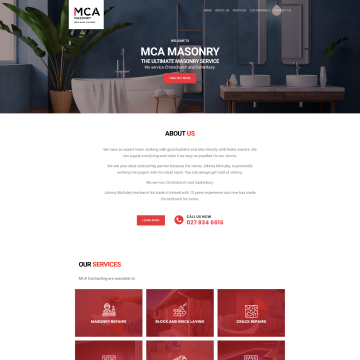 MCA
MASONRY
HOME ABOUT US SERVICES TESTIMONIALS CONTACT US
WELCOME TO
MCA MASONRY
THE ULTIMATE MASONRY SERVICE
We service Christchurch and Canterbury.
ABOUT US
We have an expert team working with good builders and also directly with home owners. We
can supply everything and make it as easy as possible for our clients.
We are your ideal contracting partner because the owner, Johnny McAuley, is personally
working the project with his small team. You can always get hold of Johnny.
We service Christchurch and Canterbury.
Johnny McAuley has learnt his trade in Ireland with 15 years experience and now has made
Christchurch his home.
LEARN MORE
CALL US NOW
027 934 6616
OUR SERVICES
MCA Contracting are specialist in:
MASONRY REPAIRS
BLOCK AND BRICK LAYING
CRACK REPAIRS